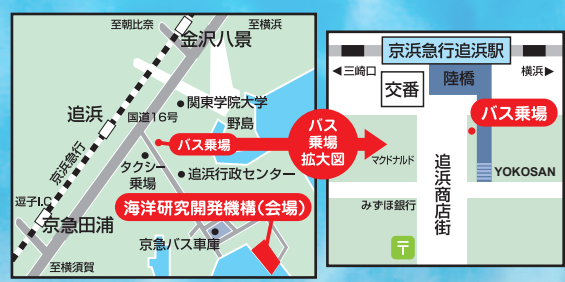 至朝比奈
至横浜
金沢八景
関東学院大学
野島
国道16号
追浜
京浜急行
バス乗場
タクシー
乗場
追浜行政センター
逗子I.C
海洋研究開発機構(会場)
京急田浦
京急バス車庫
至横須賀
バス
乗場
拡大図
京浜急行追浜駅
◀三崎口
横浜▶
交番
陸橋
バス乗場
マクドナルド
追浜商店街
YOKOSAN
みずほ銀行
〒